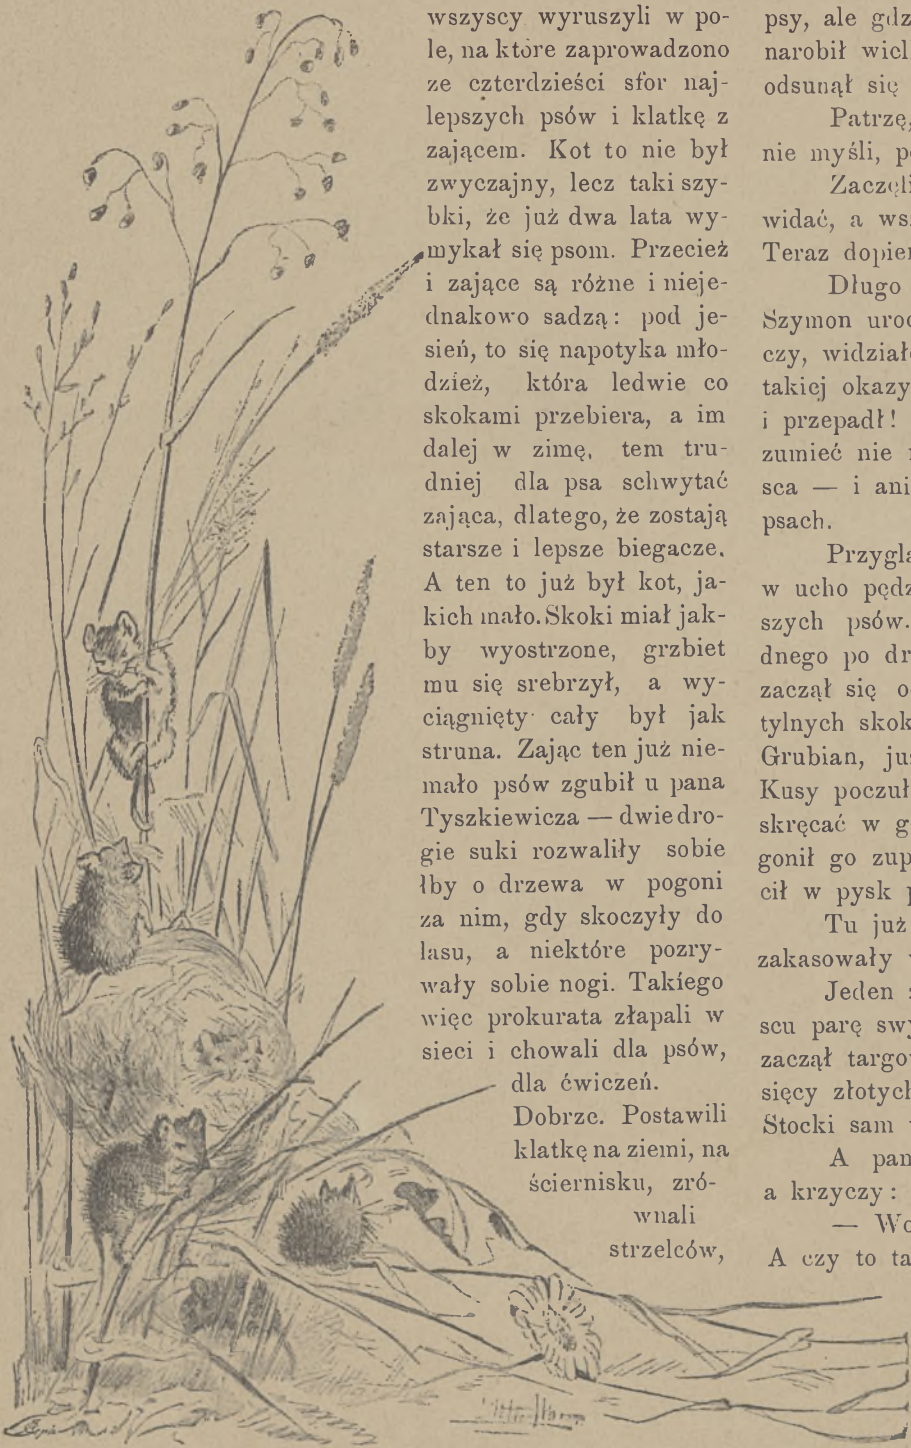 wszyscy wyruszyli w po-
le, na które zaprowadzono
ze czterdzieści sfor naj-
lepszych psów i klatkę z
zającem. Kot to nie był
zwyczajny, lecz taki szy-
bki, że już dwa lata wy-
mykał się psom. Przecież
i zające są różne i nieje-
dnakowo sadzą: pod je-
sień, to się napotyka mło-
dzież, która ledwie co
skokami przebiera, a im
dalej w zimę, tem tru-
dniej dla psa schwytać
zająca, dlatego, że zostają
starsze i lepsze biegacze.
A ten to już był kot, ja-
kich mało. Skoki miał jak-
by wyostrzone, grzbiet
mu się srebrzył, a wy-
ciągnięty cały był jak
struna. Zając ten już nie-
mało psów zgubił u pana
Tyszkiewicza — dwie dro-
gie suki rozwaliły sobie
łby o drzewa w pogoni
za nim, gdy skoczyły do
lasu, a niektóre pozry-
wały sobie nogi. Takiego
więc prokurata złapali w
sieci i chowali dla psów,
dla ćwiczeń.
Dobrze. Postawili
klatkę na ziemi, na
ściernisku, zró-
wnali
strzelców,
psy, ale gdz
narobił wiel
odsunął się
Patrzę,
nie myśli, p
Zaczęli
widać, a ws
Teraz dopier
Długo
Szymon uro
czy, widział
takiej okazy
i przepadł!
zumieć nie
sca — i ani
psach.
Przyglą
w ucho pędz
szych psów.
dnego po dr
zaczął się o
tylnych skok
Grubian, ju
Kusy poczuł
skręcać w g
gonił go zup
cił w pysk
Tu już
zakasowały
Jeden
scu parę swy
zaczął targo
sięcy złotych
Stocki sam
A pan
a krzyczy:
— Wo
A czy to ta